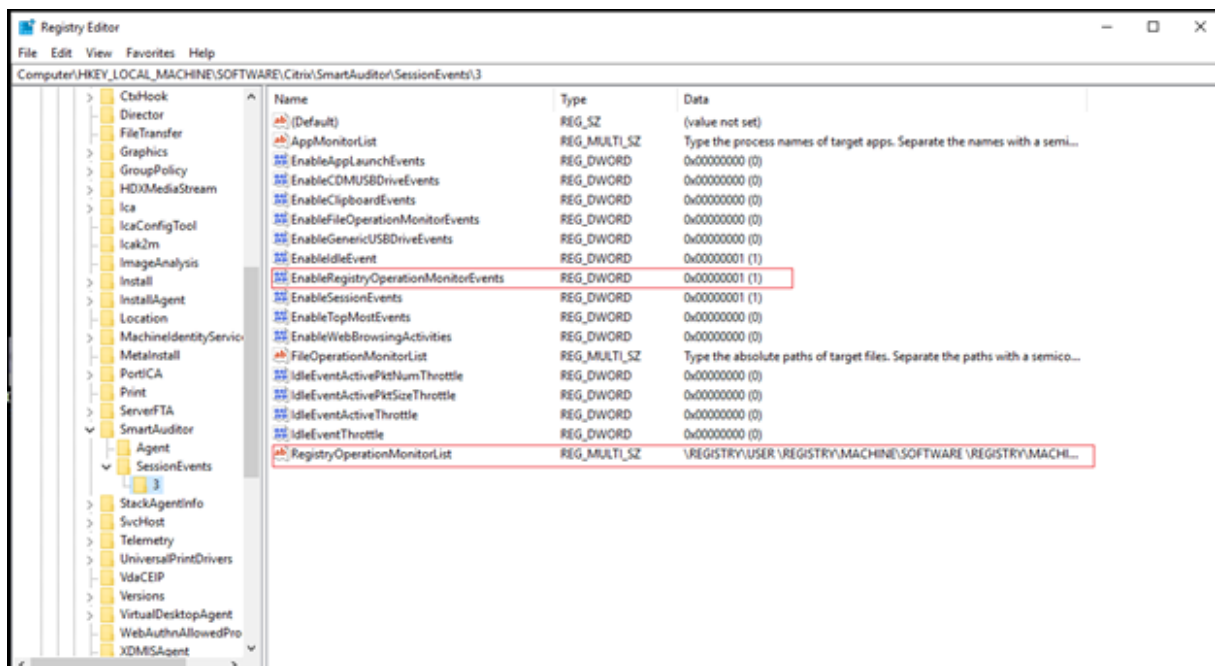 Registry Editor
File Edit View Favorites Help
Computer\HKEY_LOCAL_MACHINE\SOFTWARE\Citrix\SmartAuditor\SessionEvents\3
CtxHook
Director
FileTransfer
Graphics
GroupPolicy
HDXMediaStream
Ica
IcaConfigTool
Icak2m
ImageAnalysis
Install
InstallAgent
Location
MachineIdentityService
MetaInstall
PortICA
Print
ServerFTA
SmartAuditor
Agent
SessionEvents
3
StackAgentInfo
SvcHost
Telemetry
UniversalPrintDrivers
VdaCEIP
Versions
VirtualDesktopAgent
WebAuthnAllowedPro
XDMISAgent
Name Type Data
(Default) REG_SZ (value not set)
AppMonitorList REG_MULTI_SZ Type the process names of target apps. Separate the names with a semi...
EnableAppLaunchEvents REG_DWORD 0x00000000 (0)
EnableCDMUSBDriveEvents REG_DWORD 0x00000000 (0)
EnableClipboardEvents REG_DWORD 0x00000000 (0)
EnableFileOperationMonitorEvents REG_DWORD 0x00000000 (0)
EnableGenericUSBDriveEvents REG_DWORD 0x00000000 (0)
EnableIdleEvent REG_DWORD 0x00000001 (1)
EnableRegistryOperationMonitorEvents REG_DWORD 0x00000001 (1)
EnableSessionEvents REG_DWORD 0x00000001 (1)
EnableTopMostEvents REG_DWORD 0x00000000 (0)
EnableWebBrowsingActivities REG_DWORD 0x00000000 (0)
FileOperationMonitorList REG_MULTI_SZ Type the absolute paths of target files. Separate the paths with a semico...
IdleEventActivePktNumThrottle REG_DWORD 0x00000000 (0)
IdleEventActivePktSizeThrottle REG_DWORD 0x00000000 (0)
IdleEventActiveThrottle REG_DWORD 0x00000000 (0)
IdleEventThrottle REG_DWORD 0x00000000 (0)
RegistryOperationMonitorList REG_MULTI_SZ \REGISTRY\USER \REGISTRY\MACHINE\SOFTWARE \REGISTRY\MACHI...